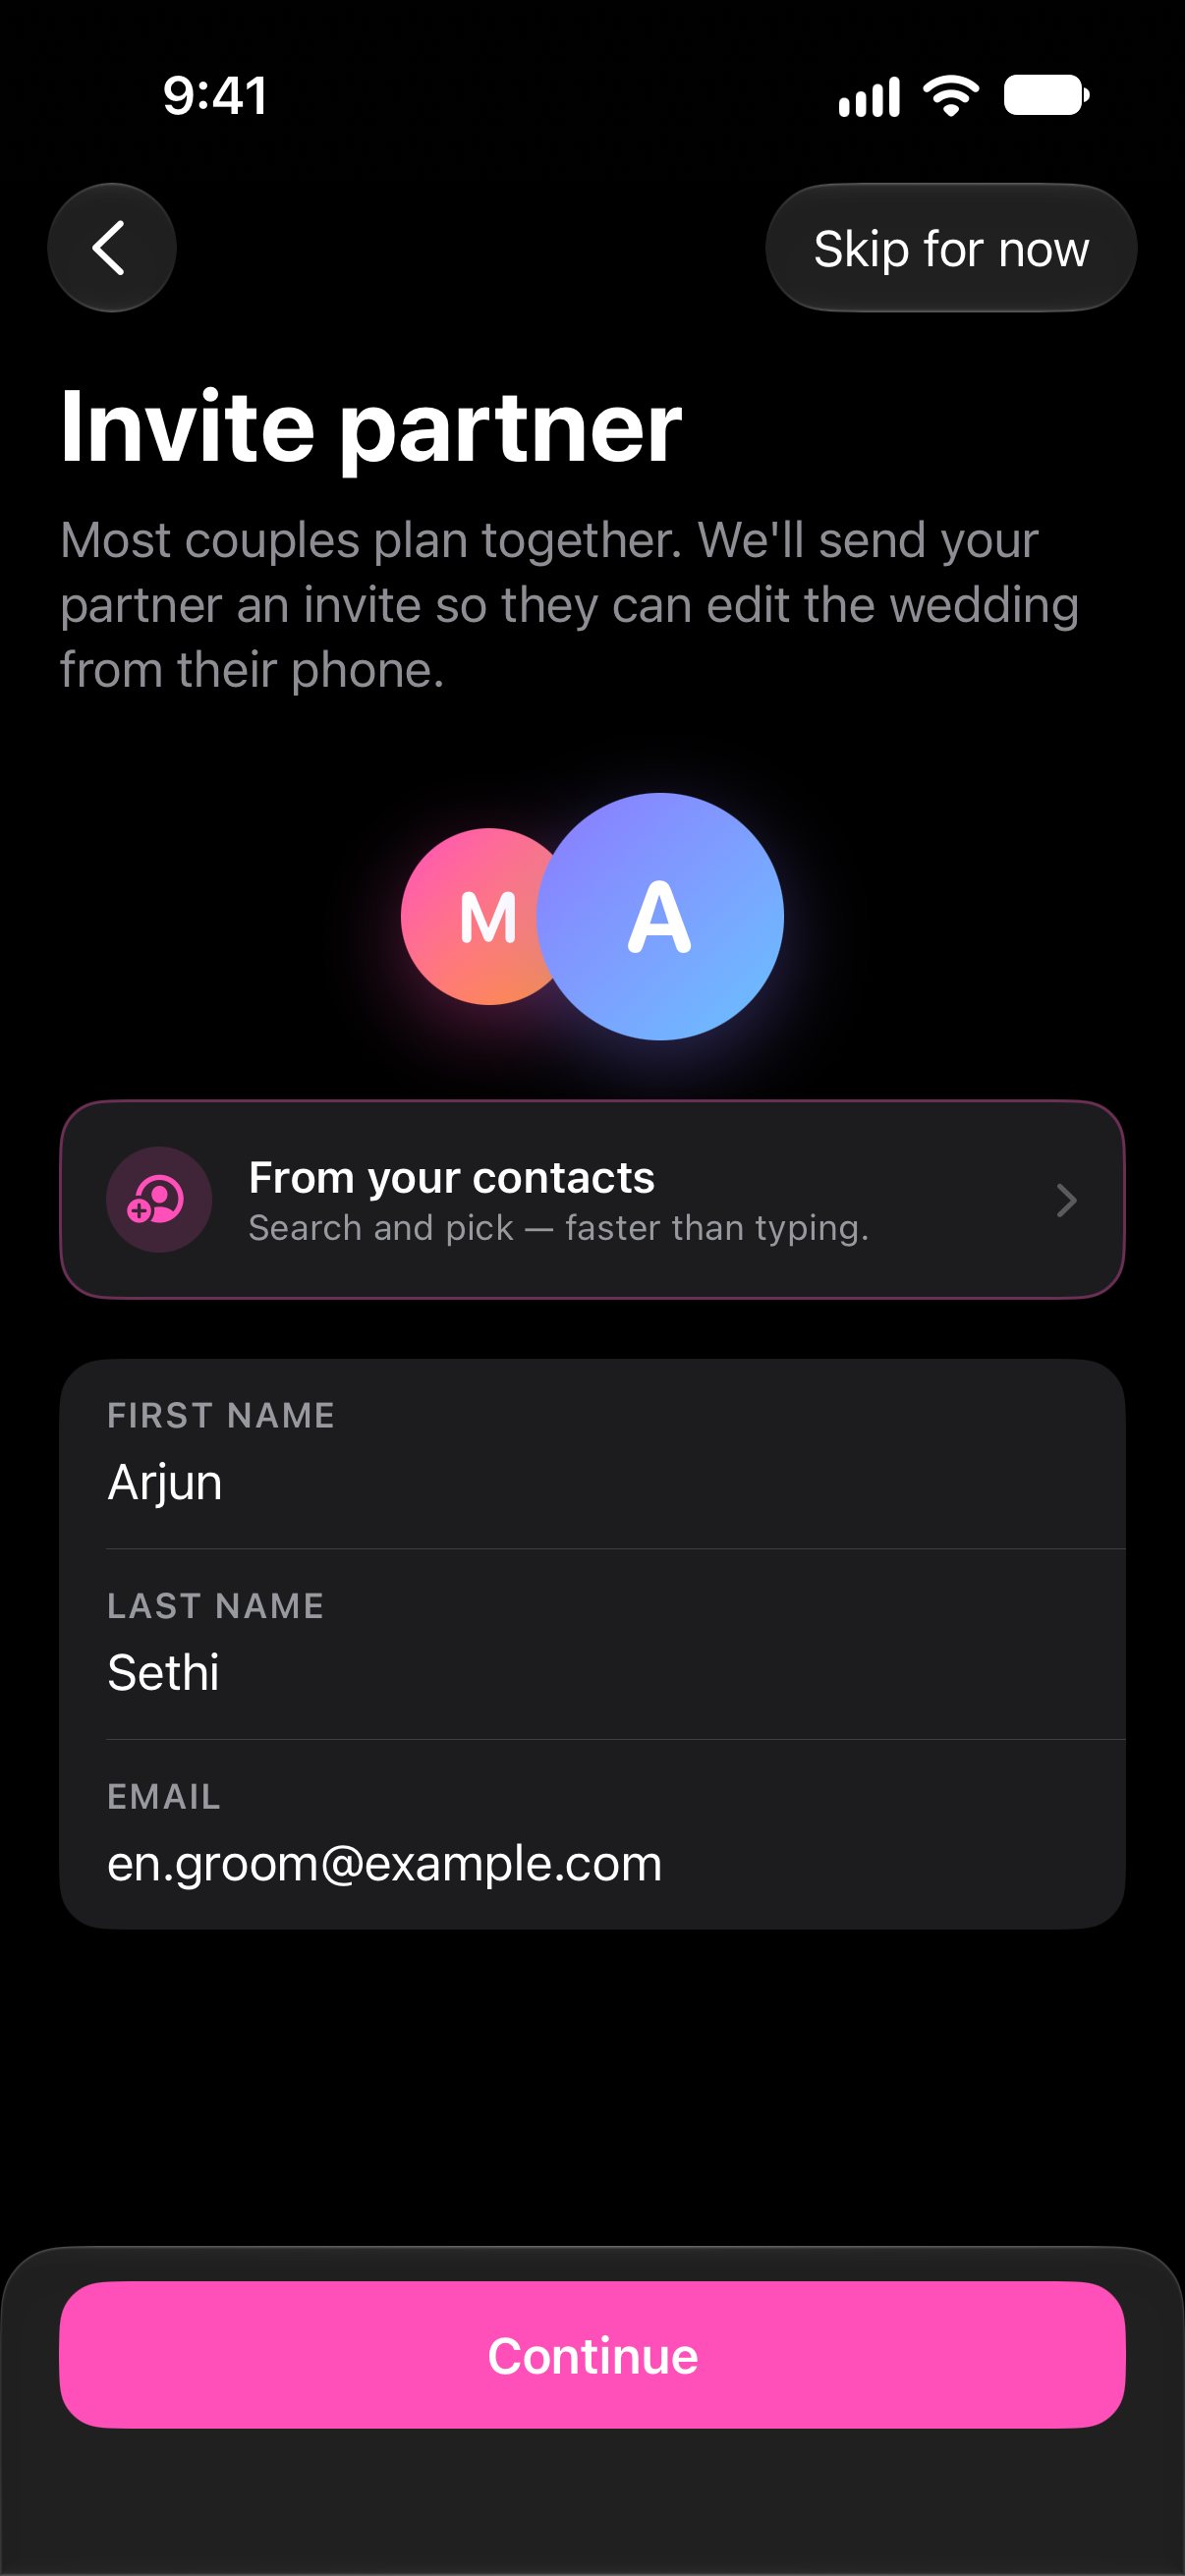 9:41
Skip for now
Invite partner
Most couples plan together. We'll send your
partner an invite so they can edit the wedding
from their phone.
M
A
From your contacts
Search and pick — faster than typing.
FIRST NAME
Arjun
LAST NAME
Sethi
EMAIL
en.groom@example.com
Continue